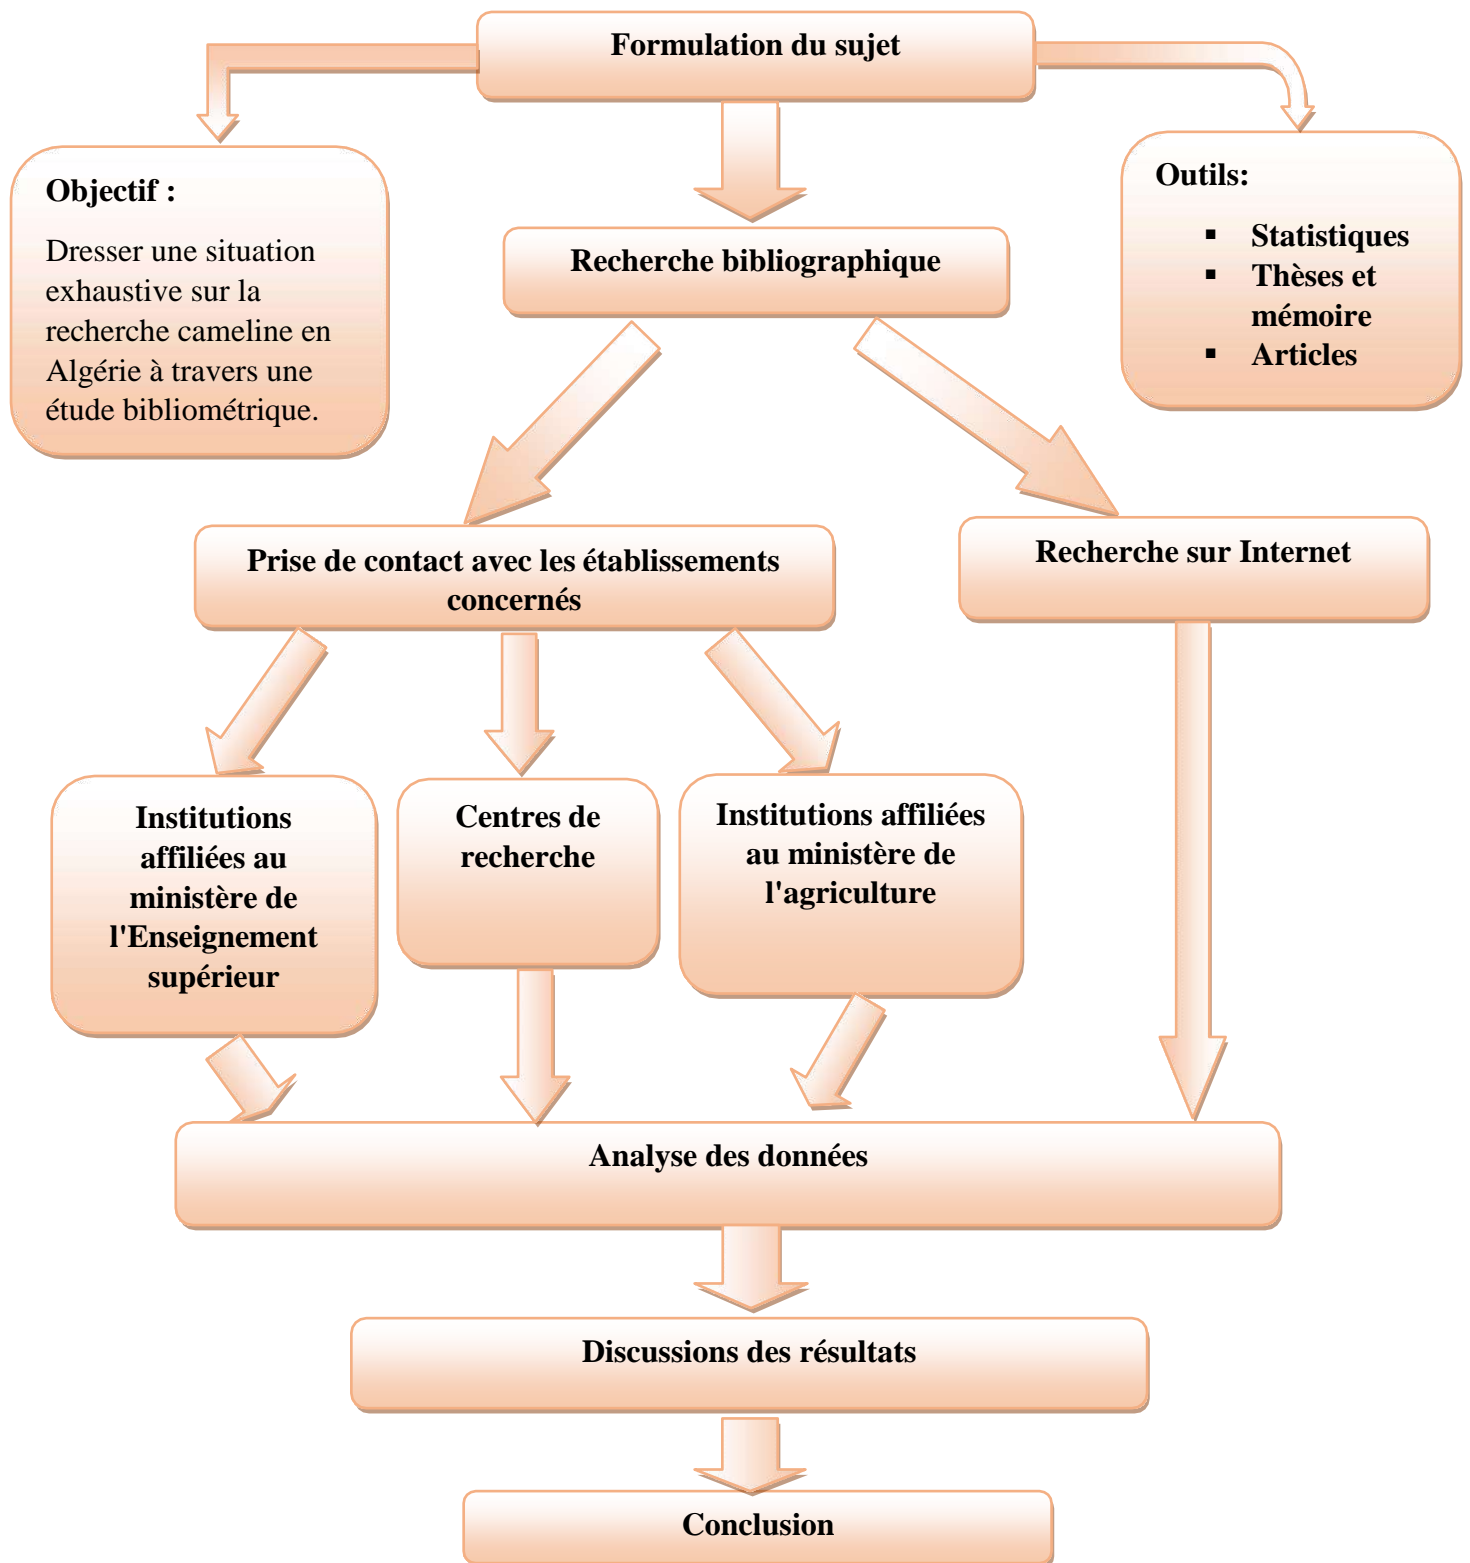 Formulation du sujet
Objectif :
Dresser une situation
exhaustive sur la
recherche cameline en
Algérie à travers une
étude bibliométrique.
Outils:
▪ Statistiques
▪ Thèses et
mémoire
▪ Articles
Recherche bibliographique
Prise de contact avec les établissements
concernés
Recherche sur Internet
Institutions
affiliées au
ministère de
l'Enseignement
supérieur
Centres de
recherche
Institutions affiliées
au ministère de
l'agriculture
Analyse des données
Discussions des résultats
Conclusion